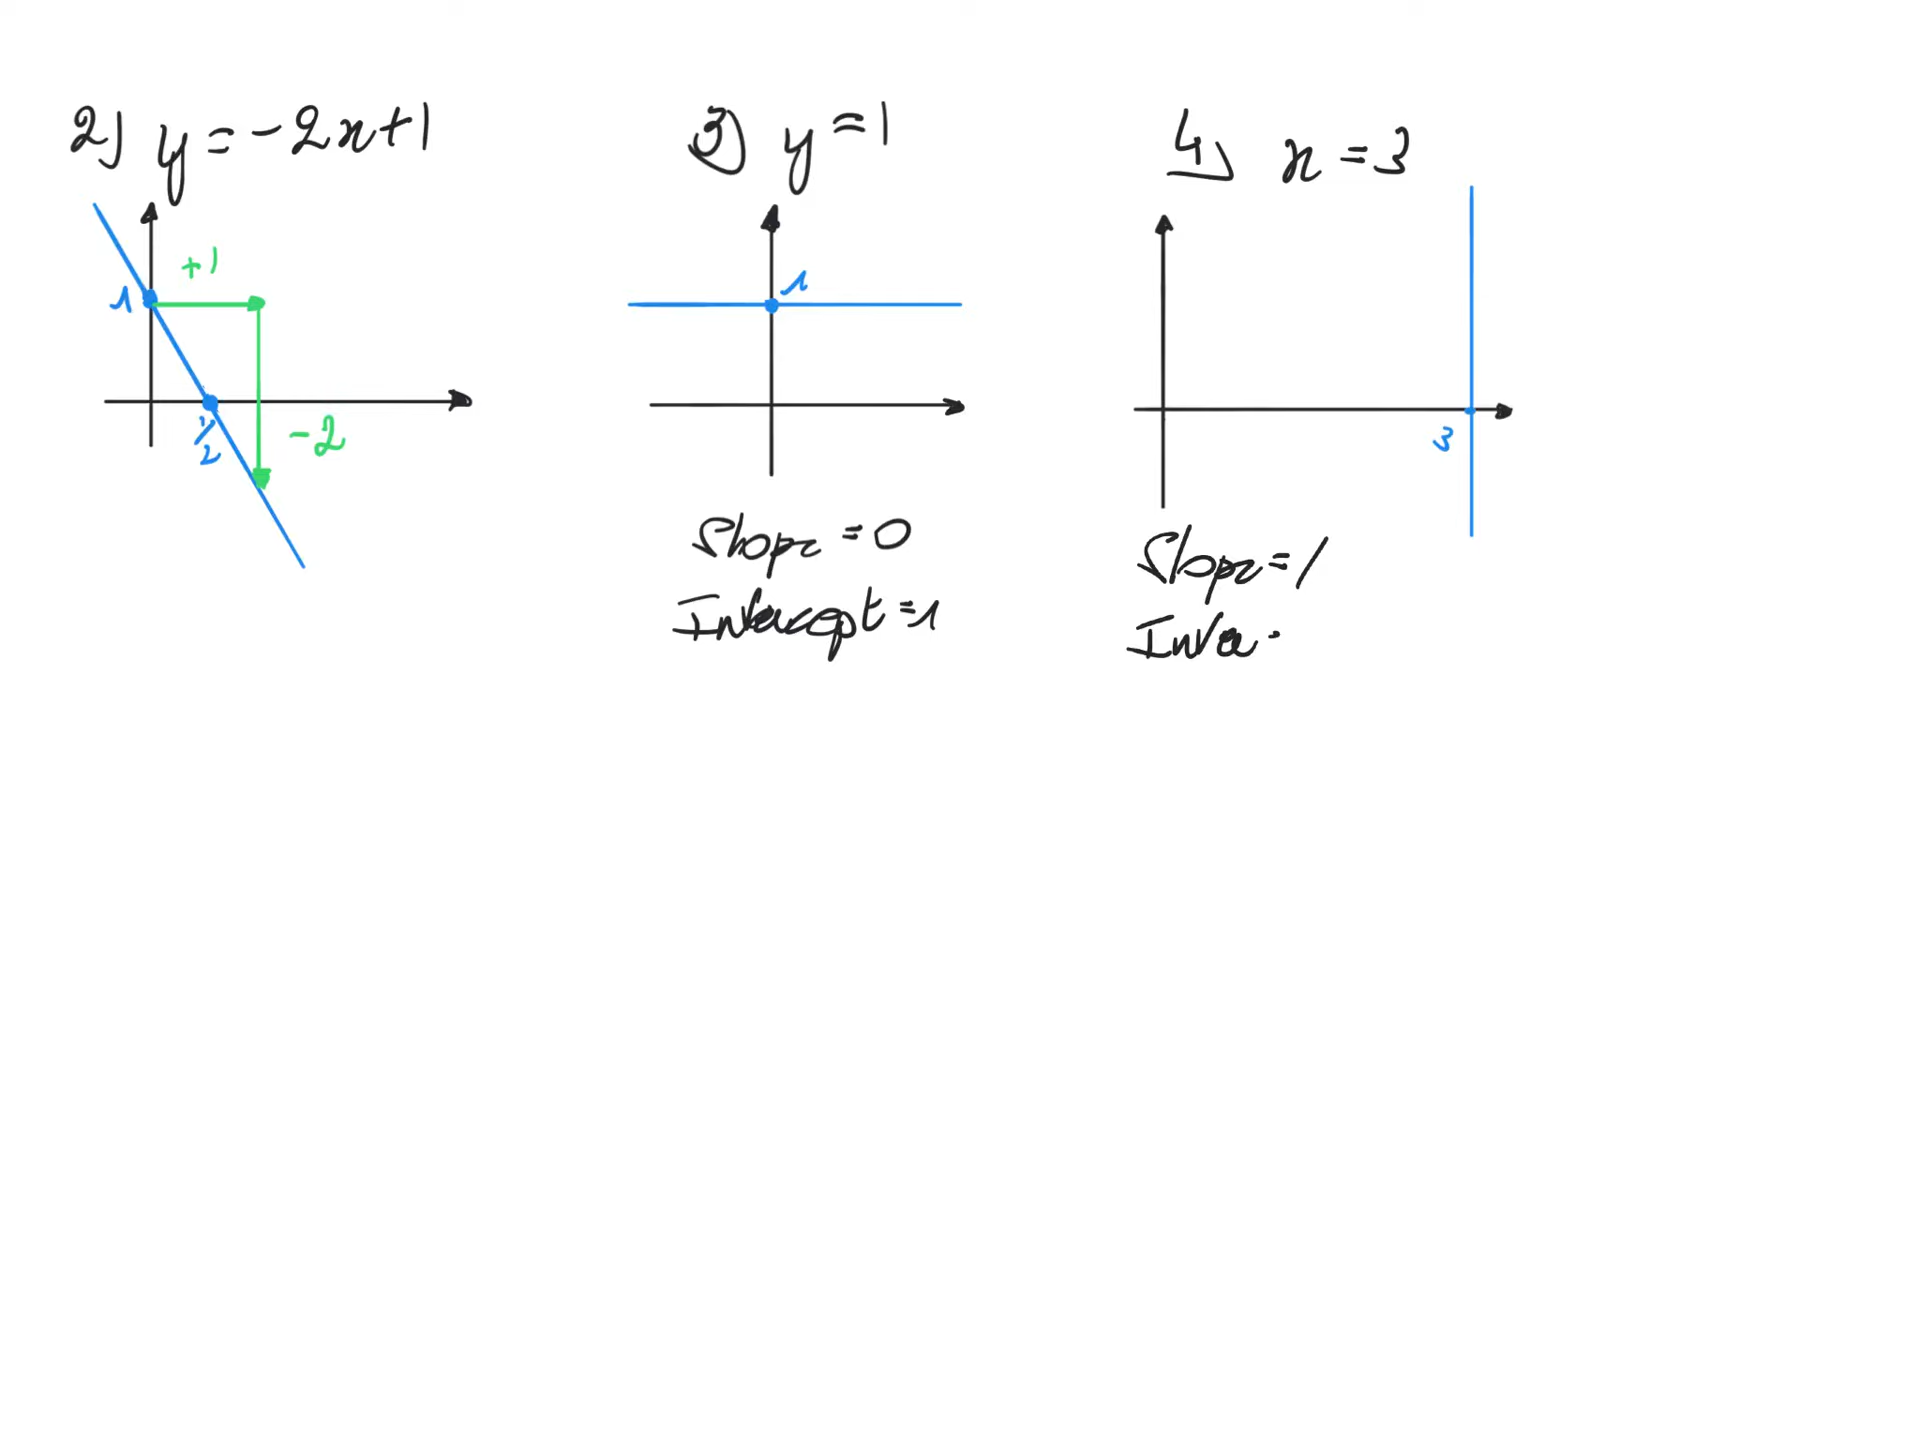 2) y = -2x+1
3) y = 1
4) x = 3
+1
1
1/2
-2
1
3
Slope = 0
Intercept = 1
Slope = /